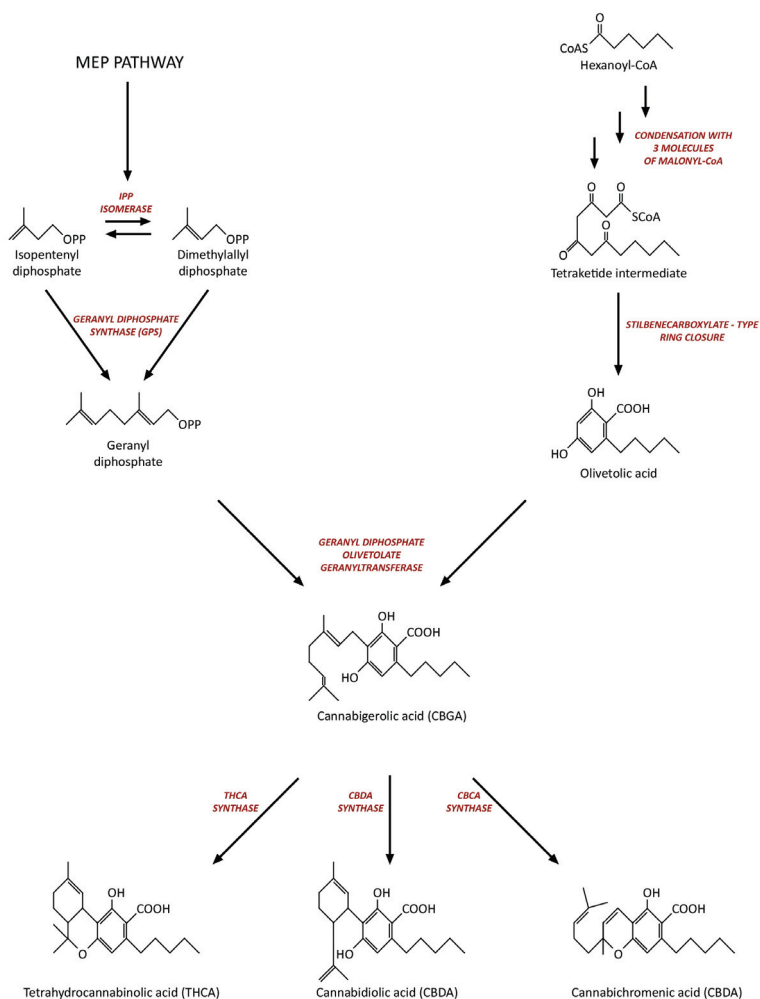 MEP PATHWAY
O
CoAS
Hexanoyl-CoA
CONDENSATION WITH
3 MOLECULES
OF MALONYL-CoA
IPP
ISOMERASE
OPP
Isopentenyl
diphosphate
OPP
Dimethylallyl
diphosphate
O
O
SCoA
O
O
Tetraketide intermediate
GERANYL DIPHOSPHATE
SYNTHASE (GPS)
STILBENECARBOXYLATE - TYPE
RING CLOSURE
OPP
Geranyl
diphosphate
OH
COOH
HO
Olivetolic acid
GERANYL DIPHOSPHATE
OLIVETOLATE
GERANYLTRANSFERASE
OH
COOH
HO
Cannabigerolic acid (CBGA)
THCA
SYNTHASE
CBDA
SYNTHASE
CBCA
SYNTHASE
OH
COOH
O
Tetrahydrocannabinolic acid (THCA)
OH
COOH
HO
Cannabidiolic acid (CBDA)
OH
COOH
O
Cannabichromenic acid (CBDA)